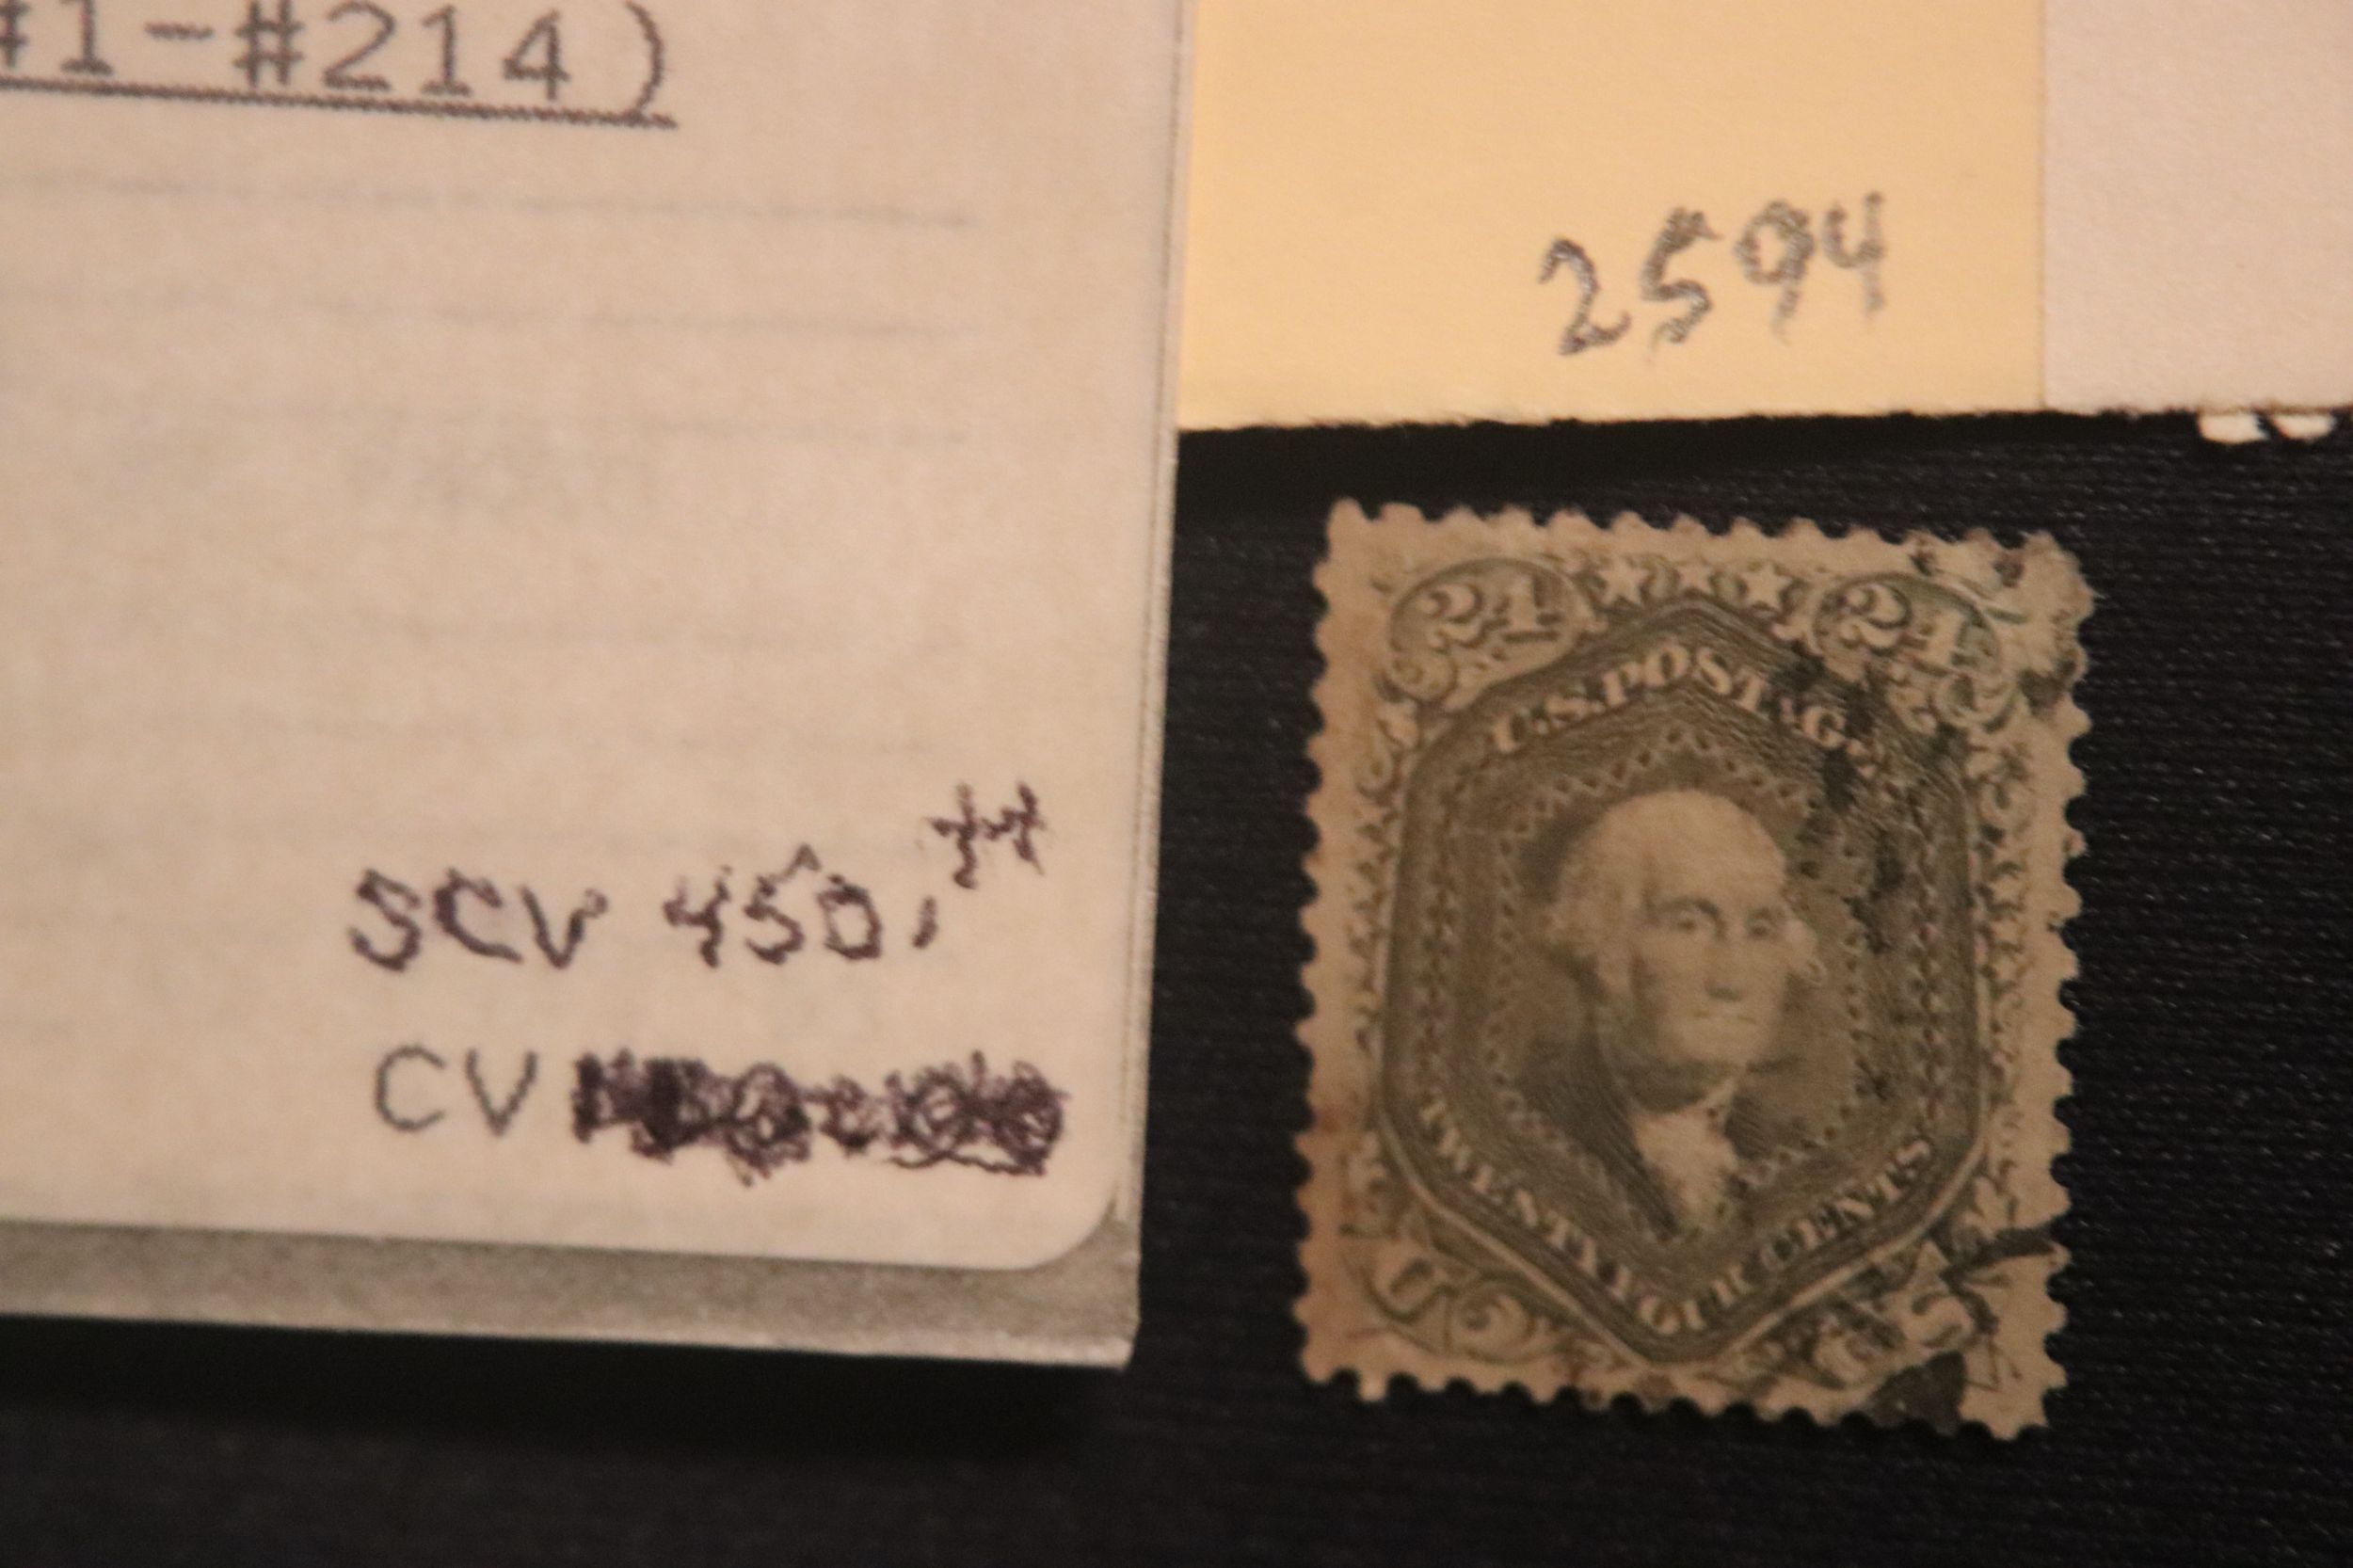 #1-#214)
2594
SCV 450.
CV
24 24
U.S. POSTAGE
TWENTY FOUR CENTS
U S